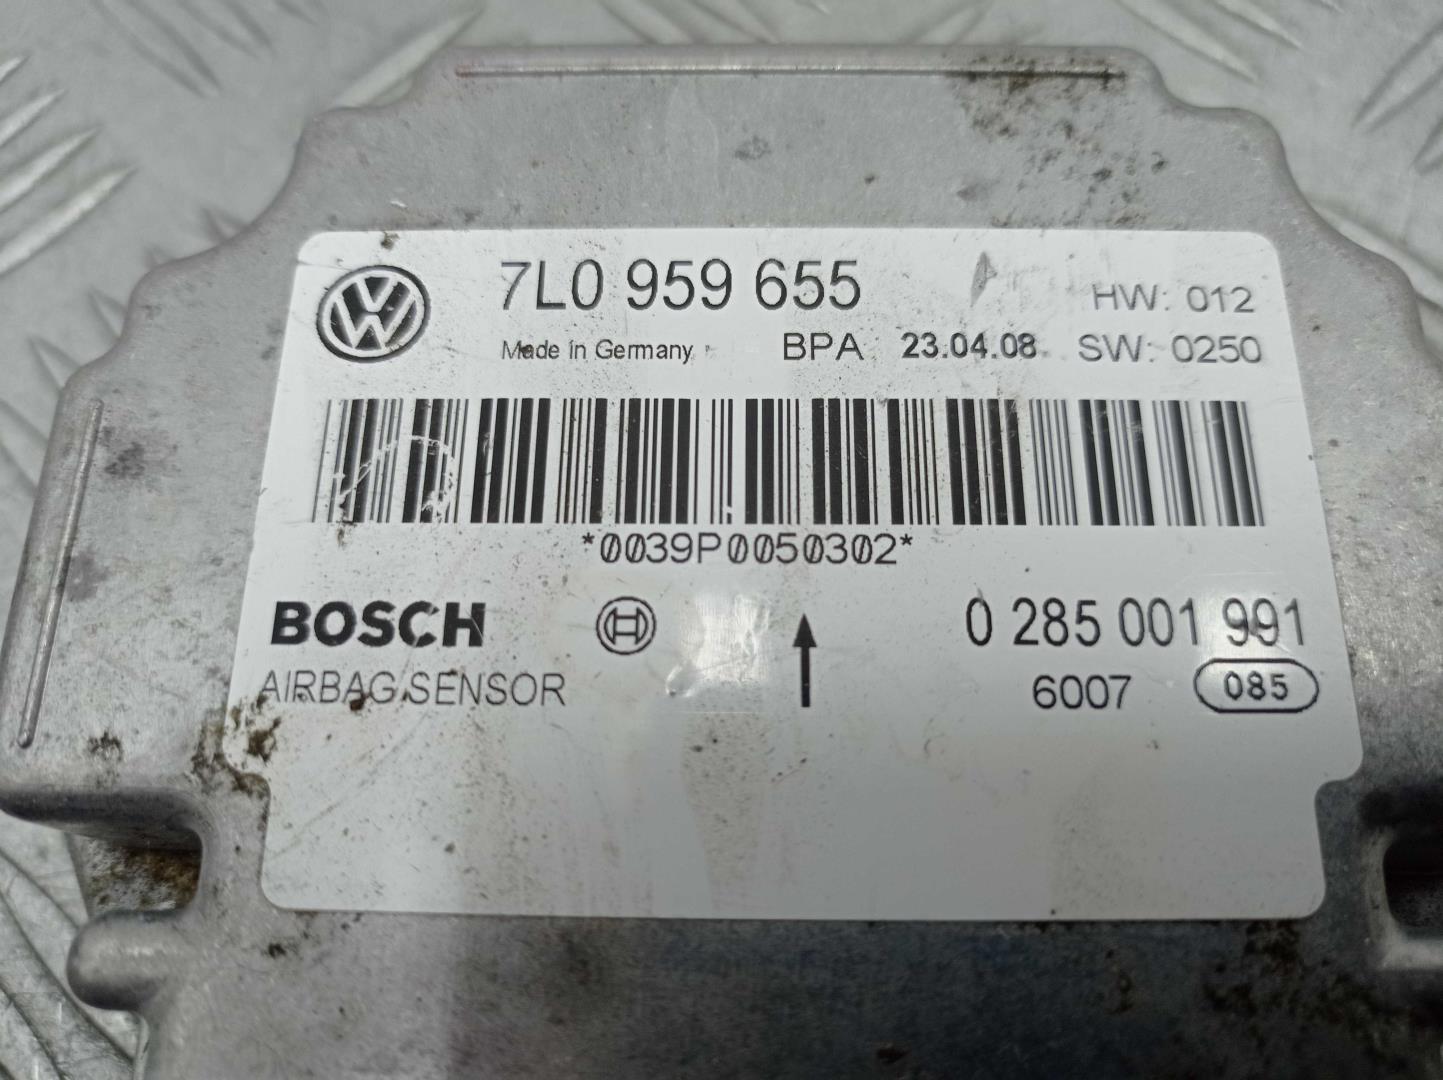 7L0 959 655
HW: 012
Made in Germany
BPA 23.04.08 SW: 0250
*0039P0050302*
BOSCH
0 285 001 991
AIRBAG SENSOR
6007 085